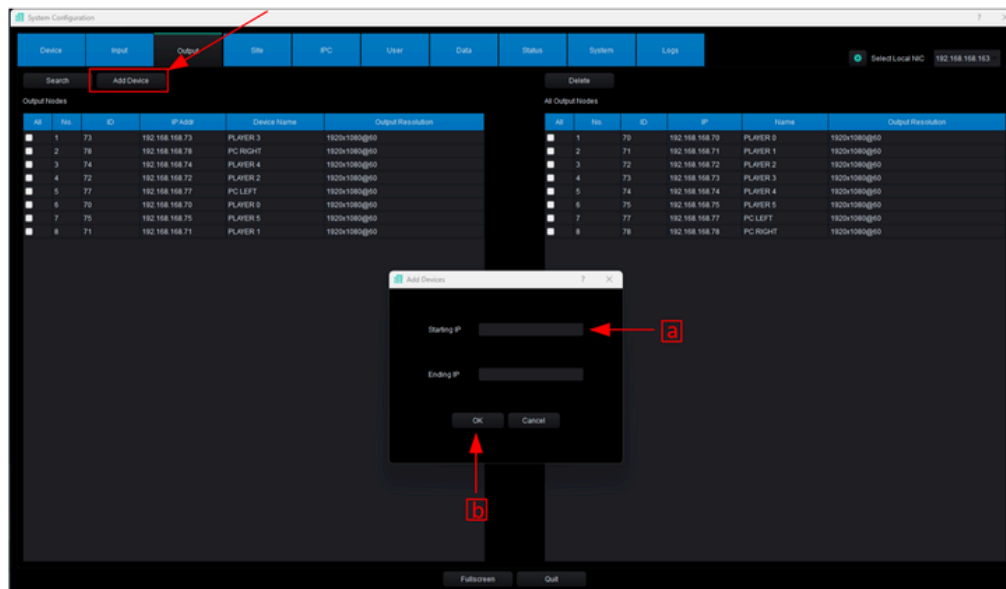 System Configuration ? ×
Device Input Output Site IPC User Data Status System Logs
Select Local NIC 192.168.168.163
Search Add Device Delete
Output Nodes All Output Nodes
All No. ID IP Addr Device Name Output Resolution All No. ID IP Name Output Resolution
1 73 192.168.168.73 PLAYER 3 1920x1080@60 1 70 192.168.168.70 PLAYER 0 1920x1080@60
2 78 192.168.168.78 PC RIGHT 1920x1080@60 2 71 192.168.168.71 PLAYER 1 1920x1080@60
3 74 192.168.168.74 PLAYER 4 1920x1080@60 3 72 192.168.168.72 PLAYER 2 1920x1080@60
4 72 192.168.168.72 PLAYER 2 1920x1080@60 4 73 192.168.168.73 PLAYER 3 1920x1080@60
5 77 192.168.168.77 PC LEFT 1920x1080@60 5 74 192.168.168.74 PLAYER 4 1920x1080@60
6 70 192.168.168.70 PLAYER 0 1920x1080@60 6 75 192.168.168.75 PLAYER 5 1920x1080@60
7 75 192.168.168.75 PLAYER 5 1920x1080@60 7 77 192.168.168.77 PC LEFT 1920x1080@60
8 71 192.168.168.71 PLAYER 1 1920x1080@60 8 78 192.168.168.78 PC RIGHT 1920x1080@60
Add Devices ? ×
Starting IP
a
Ending IP
OK Cancel
b
Fullscreen Quit